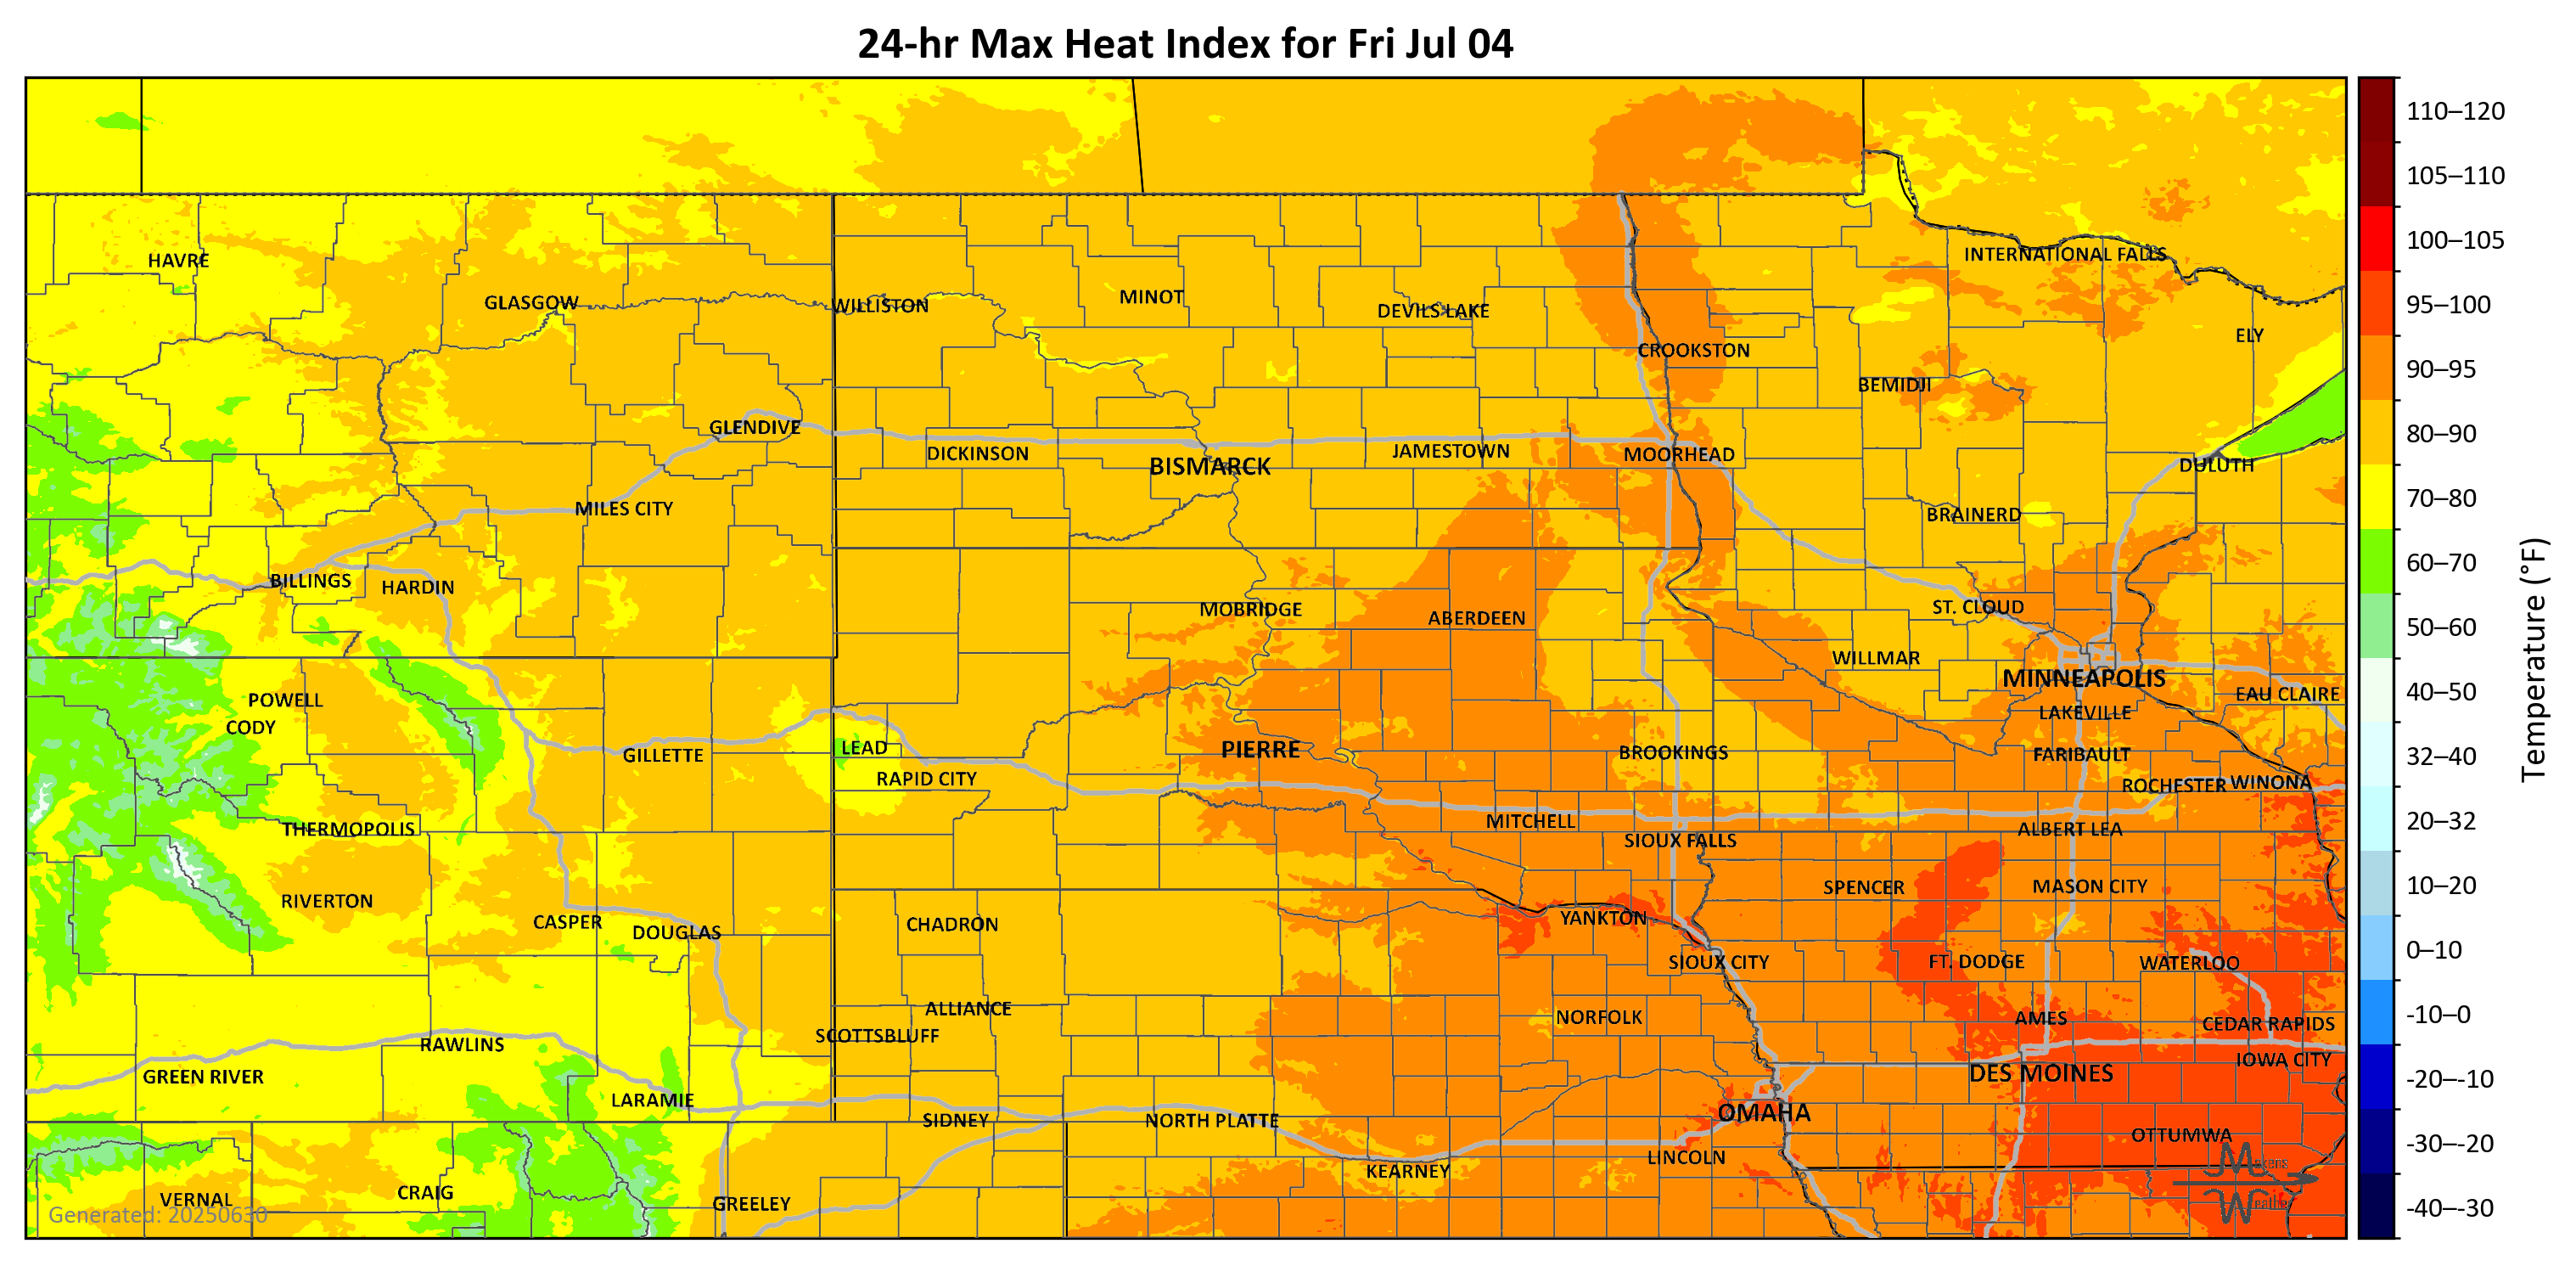 24-hr Max Heat Index for Fri Jul 04
110–120
105–110
100–105
95–100
90–95
80–90
70–80
60–70
50–60
40–50
32–40
20–32
10–20
0–10
-10–0
-20–-10
-30–-20
-40–-30
Temperature (°F)
HAVRE
GLASGOW
WILLISTON
MINOT
DEVILS LAKE
INTERNATIONAL FALLS
ELY
CROOKSTON
BEMIDJI
GLENDIVE
DICKINSON
BISMARCK
JAMESTOWN
MOORHEAD
DULUTH
MILES CITY
BRAINERD
BILLINGS
HARDIN
MOBRIDGE
ABERDEEN
ST. CLOUD
WILLMAR
MINNEAPOLIS
EAU CLAIRE
POWELL
CODY
LAKEVILLE
GILLETTE
LEAD
PIERRE
BROOKINGS
FARIBAULT
RAPID CITY
ROCHESTER
WINONA
THERMOPOLIS
MITCHELL
SIOUX FALLS
ALBERT LEA
RIVERTON
SPENCER
MASON CITY
CASPER
DOUGLAS
CHADRON
YANKTON
SIOUX CITY
FT. DODGE
WATERLOO
ALLIANCE
NORFOLK
AMES
CEDAR RAPIDS
SCOTTSBLUFF
RAWLINS
IOWA CITY
GREEN RIVER
DES MOINES
LARAMIE
SIDNEY
NORTH PLATTE
OMAHA
OTTUMWA
LINCOLN
KEARNEY
VERNAL
CRAIG
GREELEY
Makens
Weather
Generated: 20250630